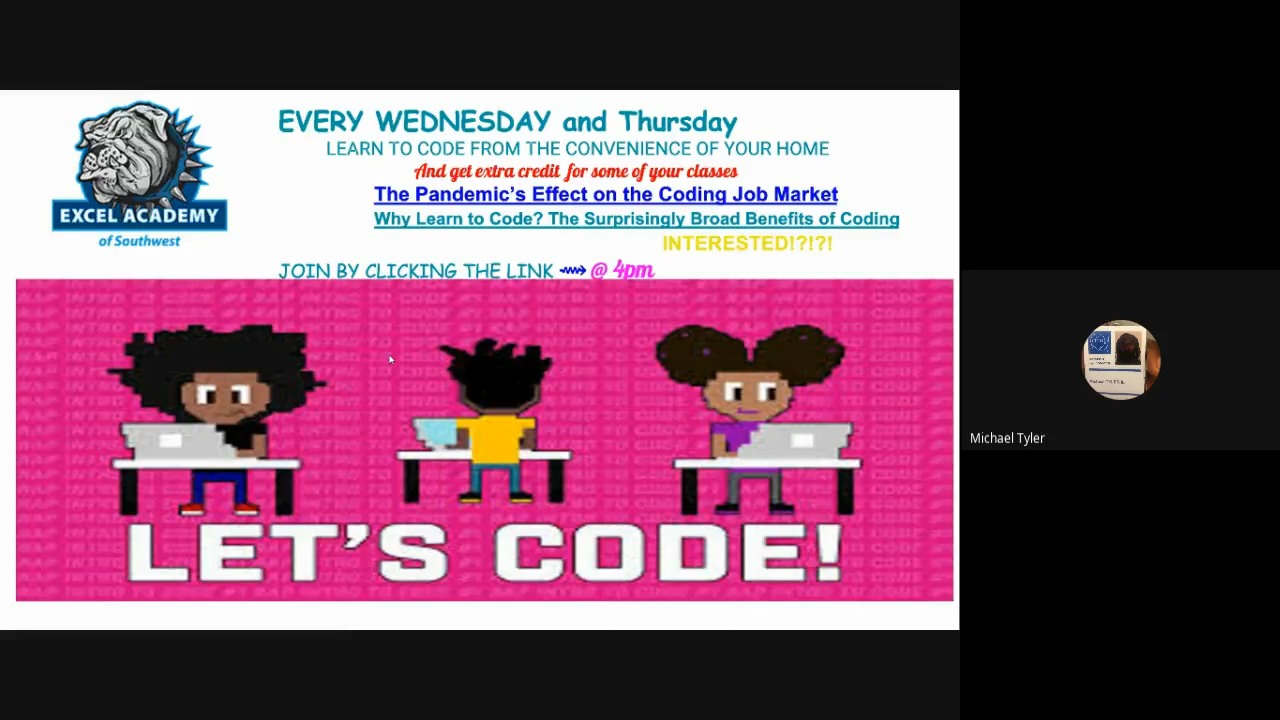 EVERY WEDNESDAY and Thursday
LEARN TO CODE FROM THE CONVENIENCE OF YOUR HOME
And get extra credit for some of your classes
The Pandemic's Effect on the Coding Job Market
Why Learn to Code? The Surprisingly Broad Benefits of Coding
INTERESTED!?!?!
JOIN BY CLICKING THE LINK ⟿ @ 4pm
EXCEL ACADEMY
of Southwest
LET'S CODE!
Michael Tyler